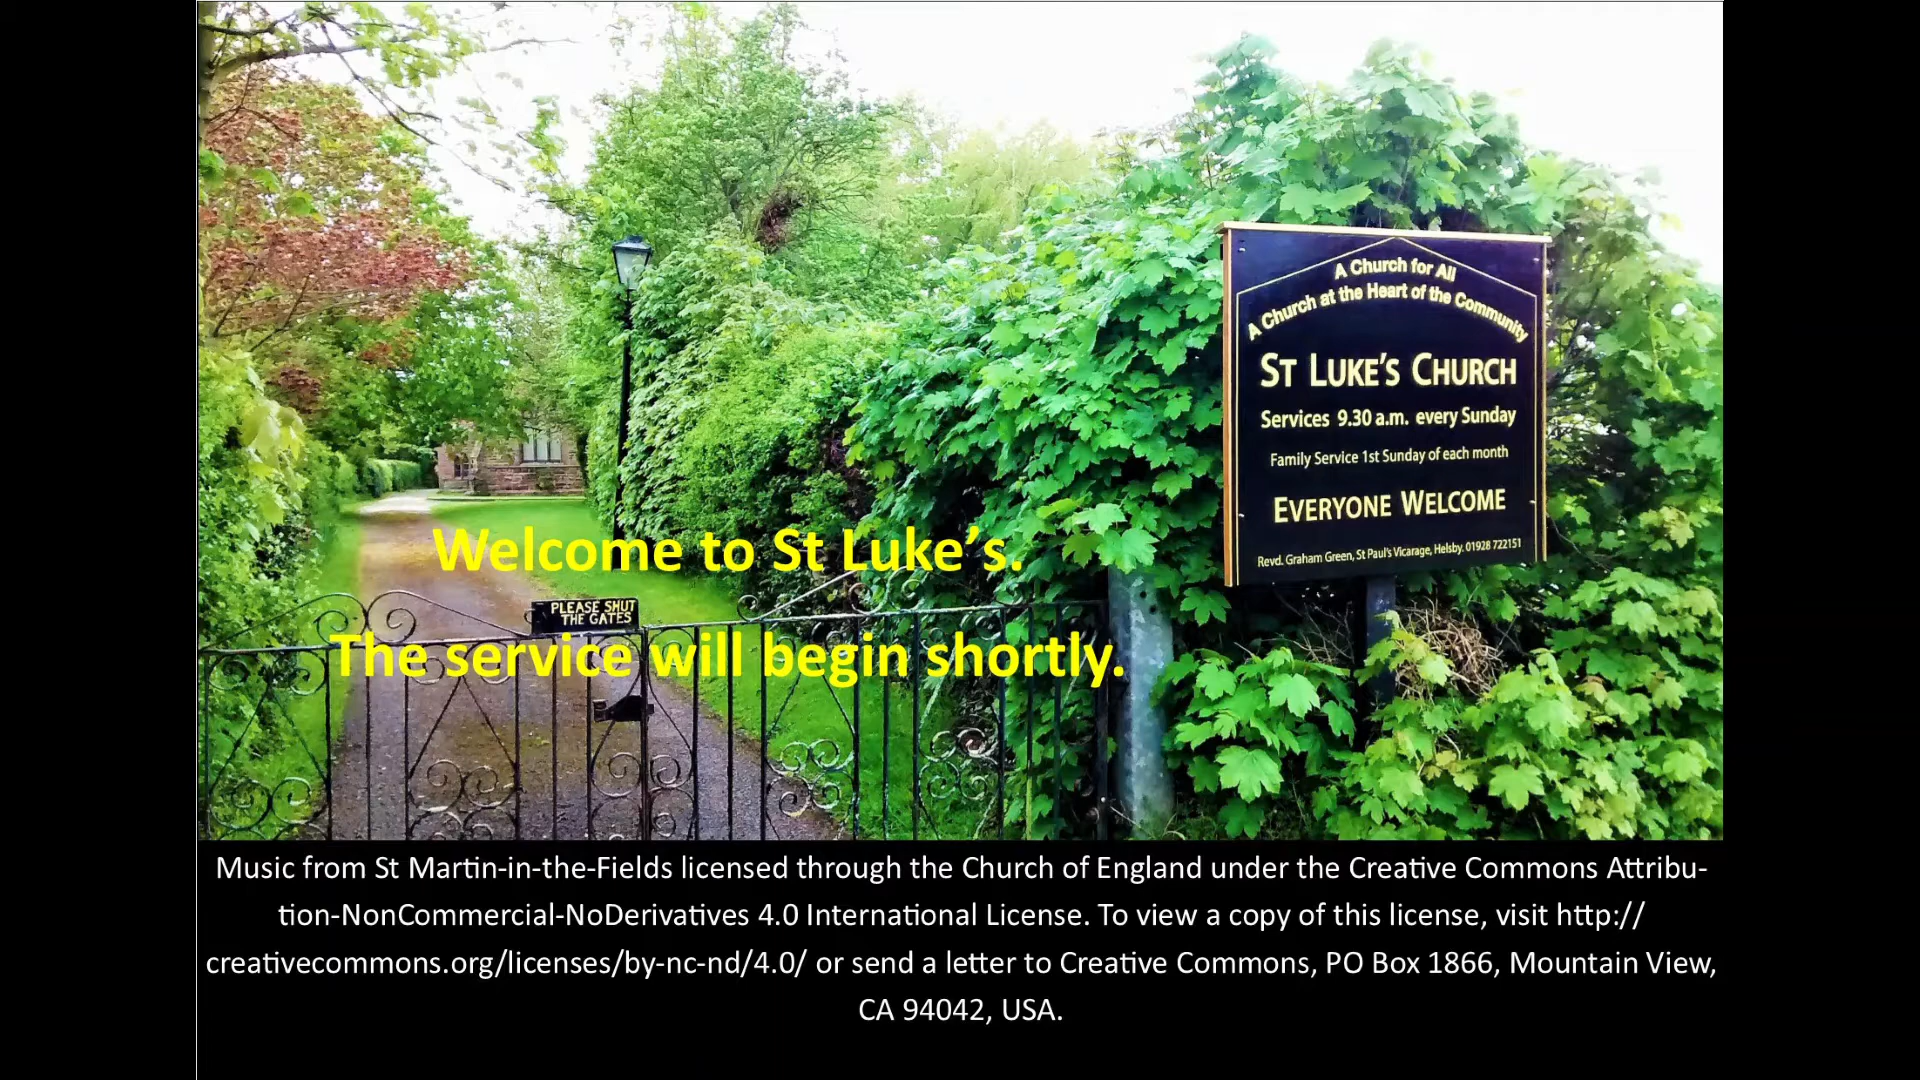 A Church for All
A Church at the Heart of the Community
ST LUKE'S CHURCH
Services 9.30 a.m. every Sunday
Family Service 1st Sunday of each month
EVERYONE WELCOME
Revd. Graham Green, St Paul's Vicarage, Helsby. 01928 722151
Welcome to St Luke's.
PLEASE SHUT
THE GATES
The service will begin shortly.
Music from St Martin-in-the-Fields licensed through the Church of England under the Creative Commons Attribu-
tion-NonCommercial-NoDerivatives 4.0 International License. To view a copy of this license, visit http://
creativecommons.org/licenses/by-nc-nd/4.0/ or send a letter to Creative Commons, PO Box 1866, Mountain View,
CA 94042, USA.